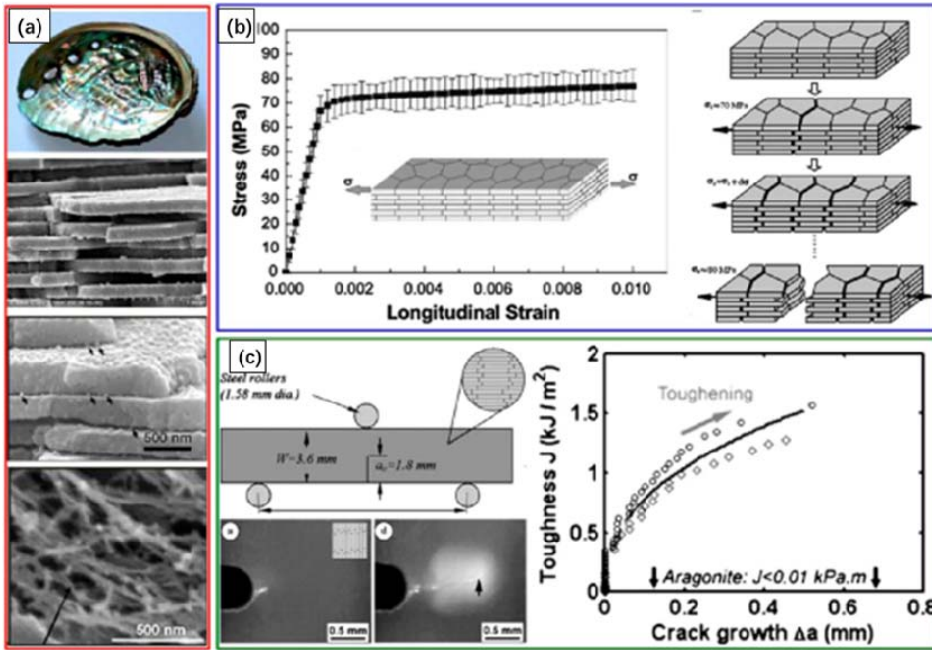 (a)
500 nm
500 nm
(b)
Stress (MPa)
100
90
80
70
60
50
40
30
20
10
0
0.000
0.002
0.004
0.006
0.008
0.010
Longitudinal Strain
σ
σ
(c)
Steel rollers
(1.58 mm dia.)
W=3.6 mm
aₒ=1.8 mm
a
0.5 mm
d
0.5 mm
Toughness J (kJ / m²)
2
1.5
1
0.5
0
0
0.2
0.4
0.6
0.8
Crack growth Δa (mm)
Toughening
Aragonite: J<0.01 kPa.m